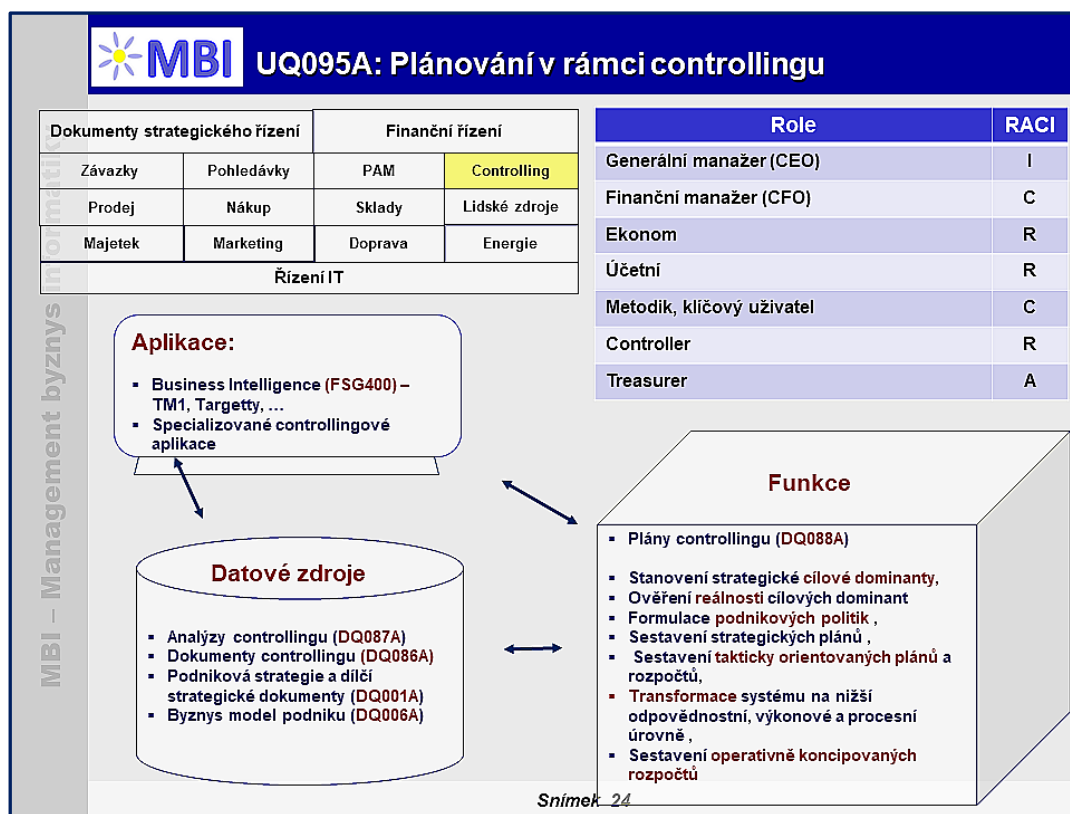 MBI
UQ095A: Plánování v rámci controllingu
MBI – Management byznys informatiky
Dokumenty strategického řízení
Finanční řízení
Závazky
Pohledávky
PAM
Controlling
Prodej
Nákup
Sklady
Lidské zdroje
Majetek
Marketing
Doprava
Energie
Řízení IT
Role RACI
Generální manažer (CEO) I
Finanční manažer (CFO) C
Ekonom R
Účetní R
Metodik, klíčový uživatel C
Controller R
Treasurer A
Aplikace:
▪ Business Intelligence (FSG400) –
TM1, Targetty, …
▪ Specializované controllingové
aplikace
Datové zdroje
▪ Analýzy controllingu (DQ087A)
▪ Dokumenty controllingu (DQ086A)
▪ Podniková strategie a dílčí
strategické dokumenty (DQ001A)
▪ Byznys model podniku (DQ006A)
Funkce
▪ Plány controllingu (DQ088A)
▪ Stanovení strategické cílové dominanty,
▪ Ověření reálnosti cílových dominant
▪ Formulace podnikových politik ,
▪ Sestavení strategických plánů ,
▪ Sestavení takticky orientovaných plánů a
rozpočtů,
▪ Transformace systému na nižší
odpovědnostní, výkonové a procesní
úrovně ,
▪ Sestavení operativně koncipovaných
rozpočtů
Snímek 24